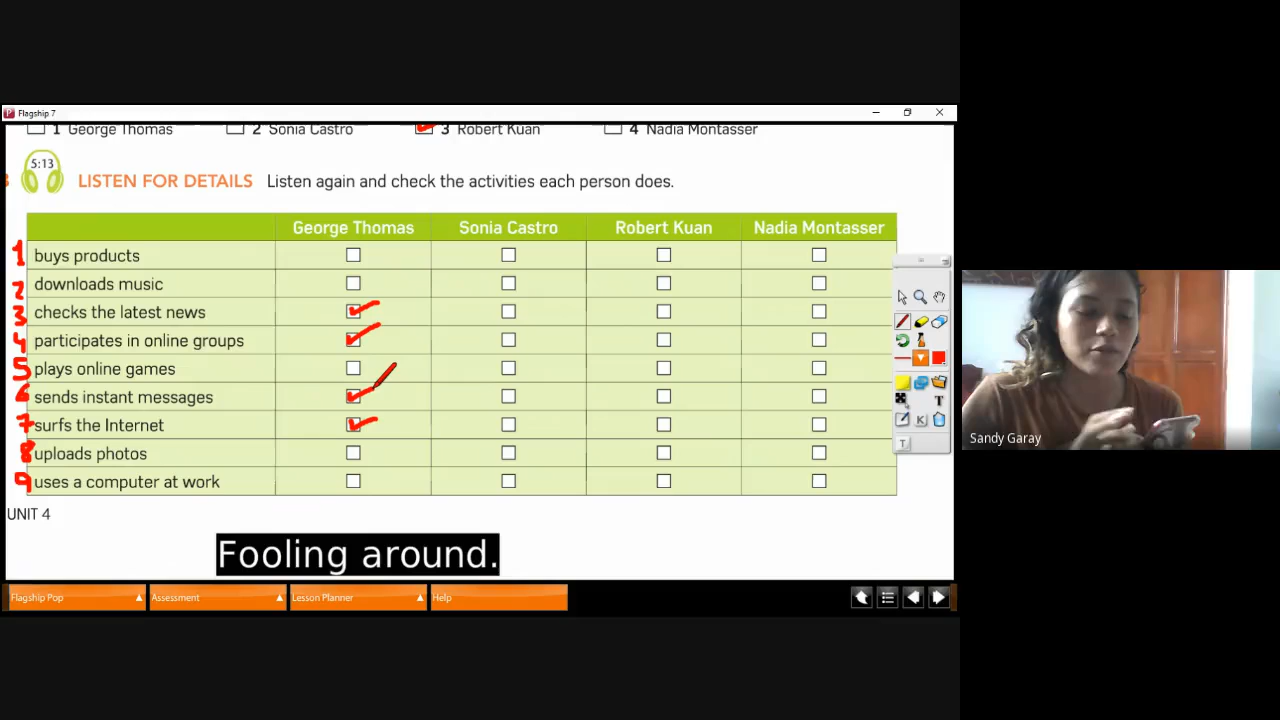 Flagship 7
1 George Thomas 2 Sonia Castro 3 Robert Kuan 4 Nadia Montasser
5:13
LISTEN FOR DETAILS Listen again and check the activities each person does.
George Thomas Sonia Castro Robert Kuan Nadia Montasser
1 buys products
2 downloads music
3 checks the latest news
4 participates in online groups
5 plays online games
6 sends instant messages
7 surfs the Internet
8 uploads photos
9 uses a computer at work
UNIT 4
Fooling around.
Flagship Pop Assessment Lesson Planner Help
T
K
T
Sandy Garay